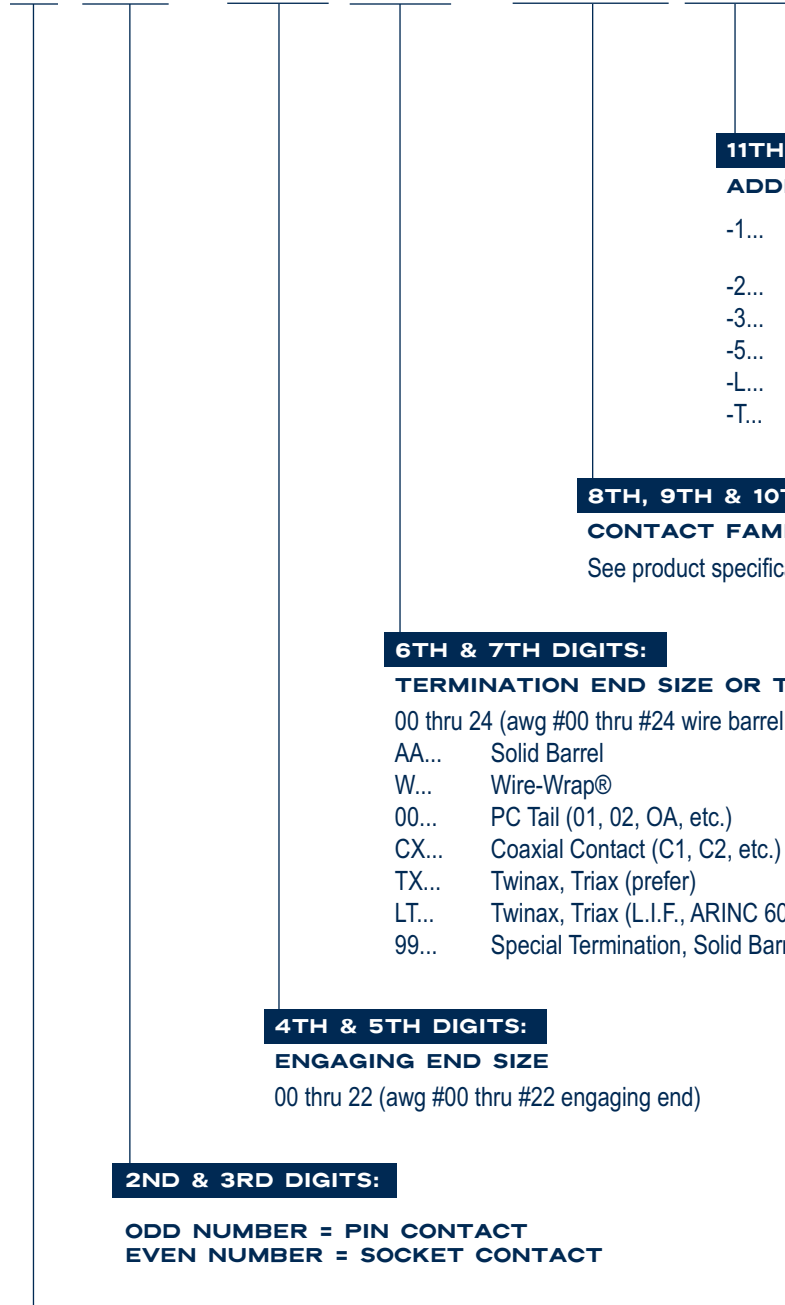 11TH
ADD
-1...
-2...
-3...
-5...
-L...
-T...
8TH, 9TH & 10
CONTACT FAM
See product specific
6TH & 7TH DIGITS:
TERMINATION END SIZE OR T
00 thru 24 (awg #00 thru #24 wire barrel
AA... Solid Barrel
W... Wire-Wrap®
00... PC Tail (01, 02, OA, etc.)
CX... Coaxial Contact (C1, C2, etc.)
TX... Twinax, Triax (prefer)
LT... Twinax, Triax (L.I.F., ARINC 60
99... Special Termination, Solid Bar
4TH & 5TH DIGITS:
ENGAGING END SIZE
00 thru 22 (awg #00 thru #22 engaging end)
2ND & 3RD DIGITS:
ODD NUMBER = PIN CONTACT
EVEN NUMBER = SOCKET CONTACT